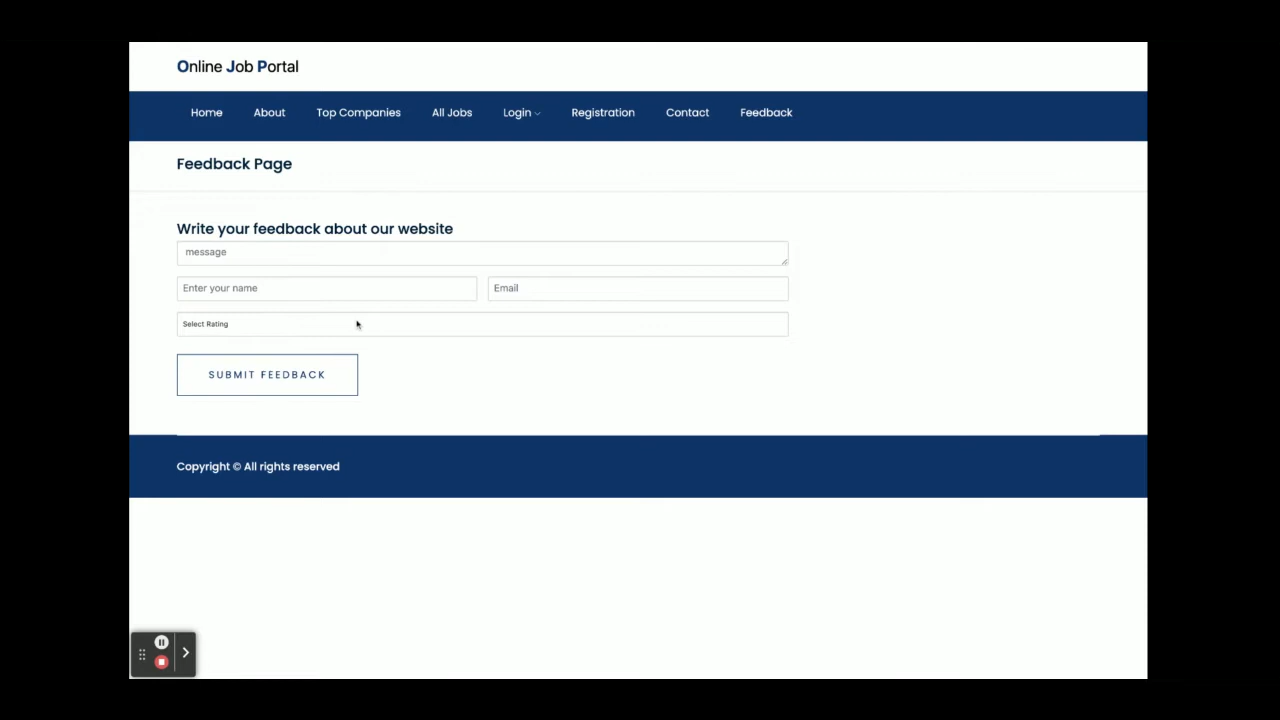 Online Job Portal
Home About Top Companies All Jobs Login Registration Contact Feedback
Feedback Page
Write your feedback about our website
message
Enter your name Email
Select Rating
SUBMIT FEEDBACK
Copyright © All rights reserved